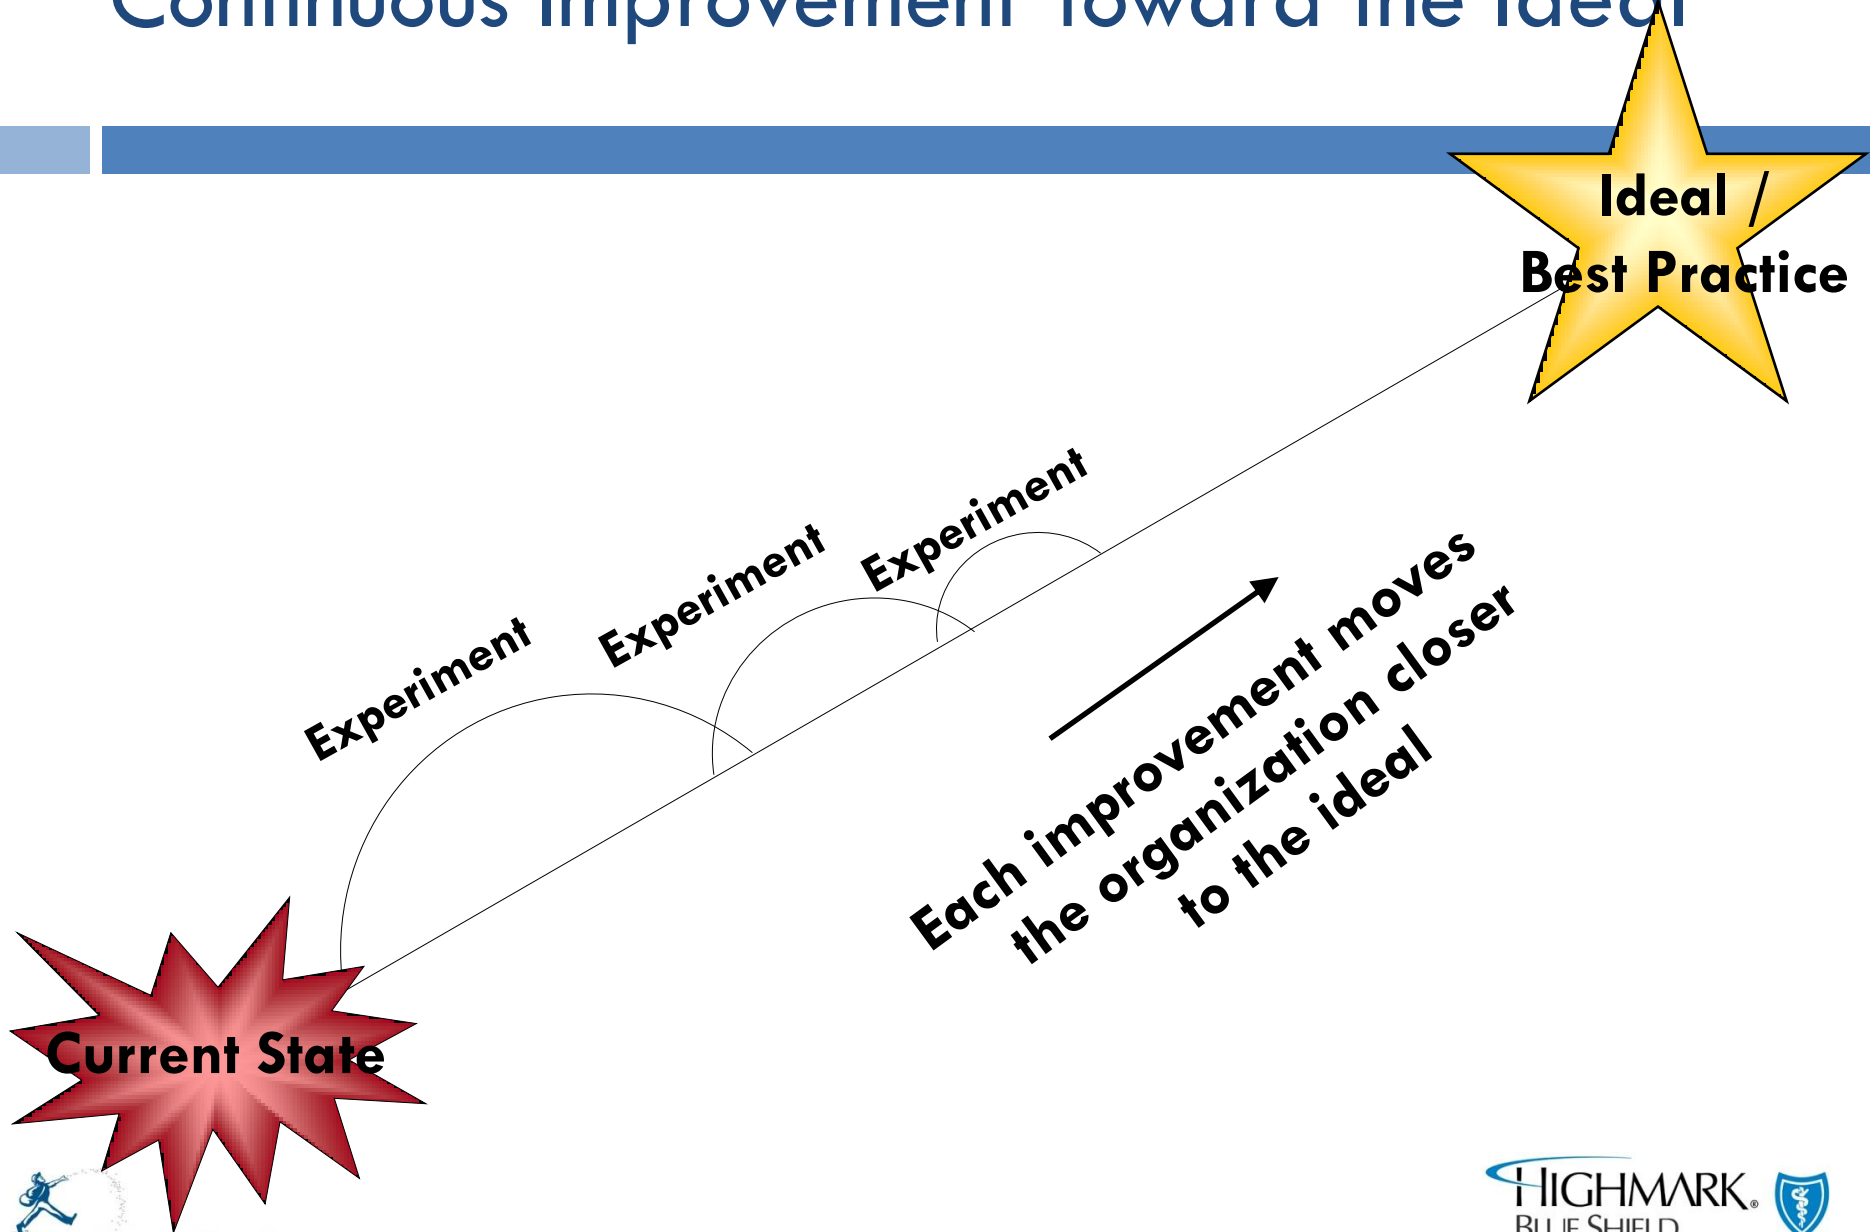 Continuous Improvement Toward the Ideal
Ideal /
Best Practice
Experiment
Experiment
Experiment
Each improvement moves
the organization closer
to the ideal
Current State
HIGHMARK®
BLUE SHIELD